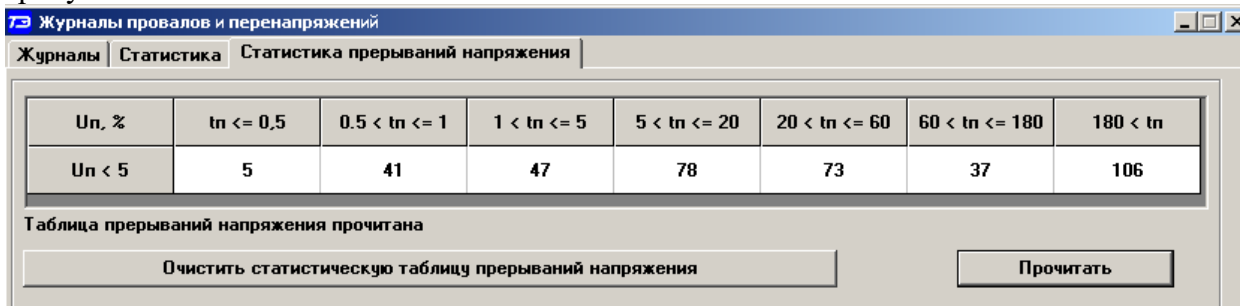 ТЭ Журналы провалов и перенапряжений
Журналы Статистика Статистика прерываний напряжения
Uп, % tп <= 0,5 0.5 < tп <= 1 1 < tп <= 5 5 < tп <= 20 20 < tп <= 60 60 < tп <= 180 180 < tп
Uп < 5 5 41 47 78 73 37 106
Таблица прерываний напряжения прочитана
Очистить статистическую таблицу прерываний напряжения Прочитать